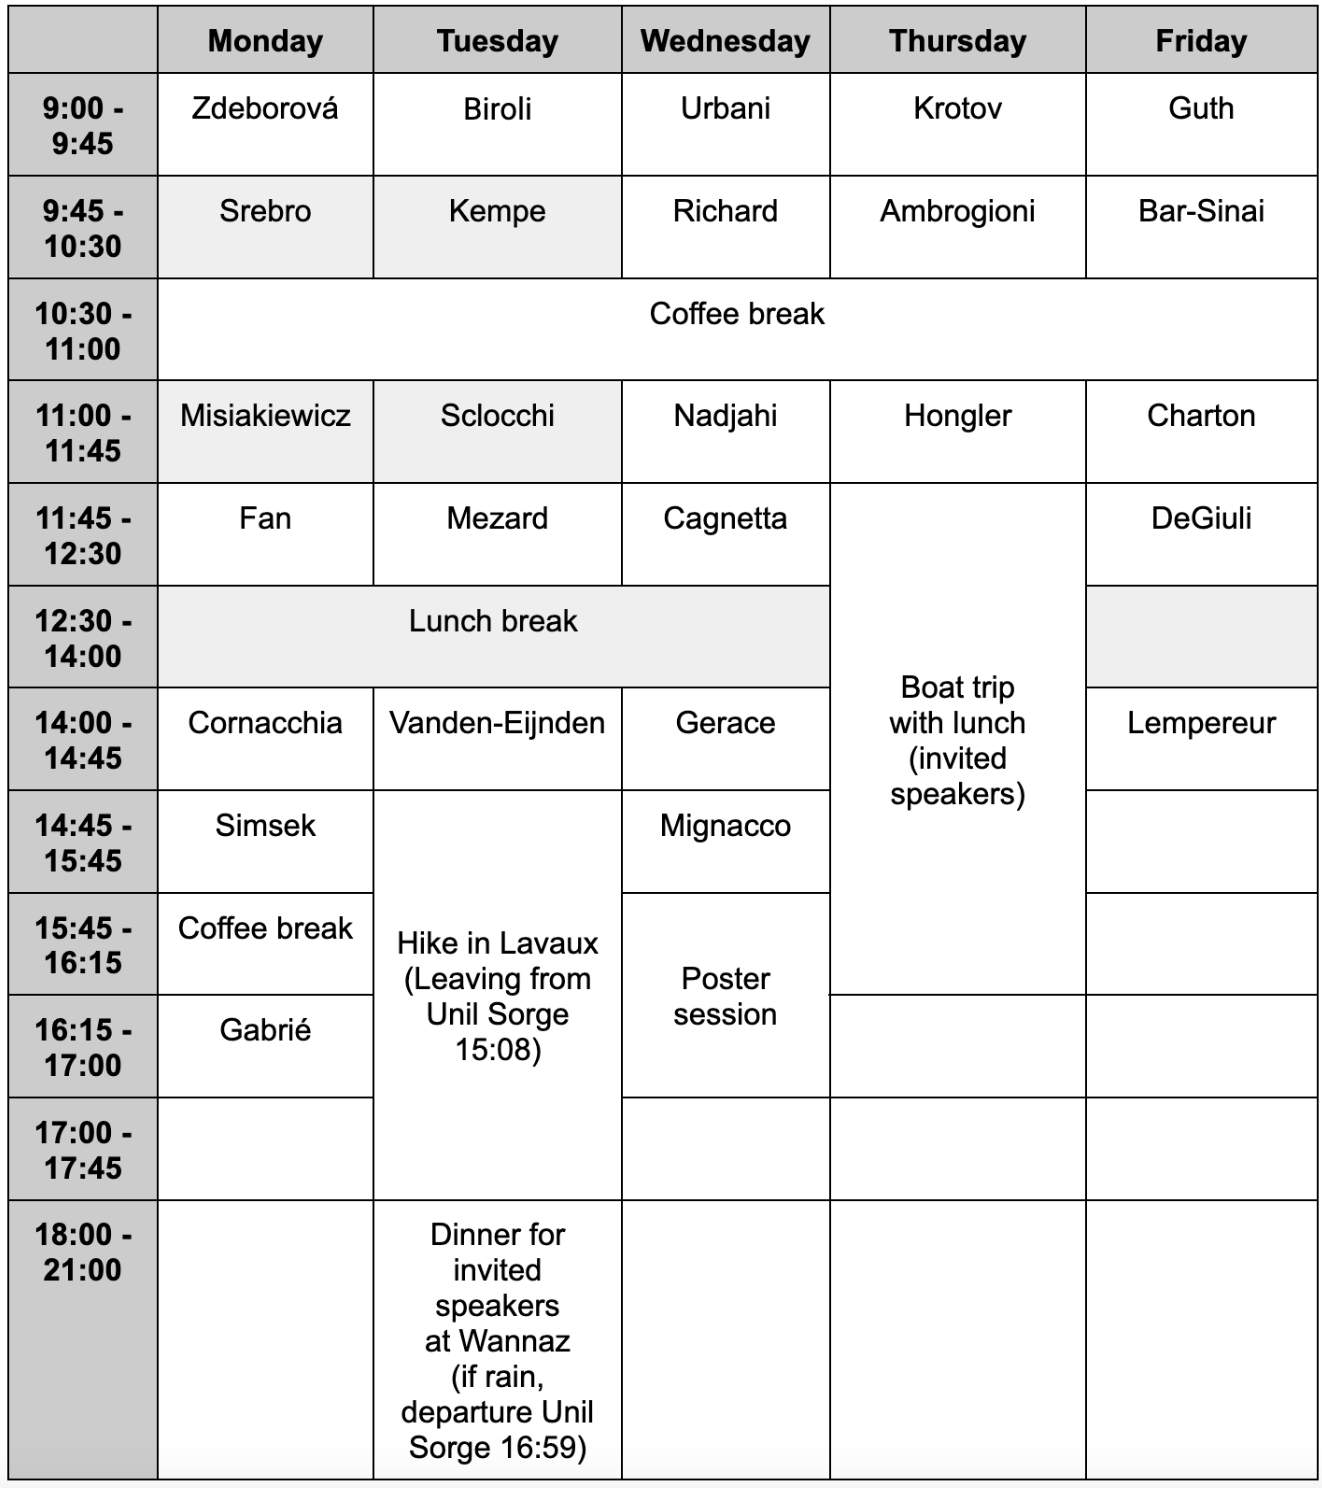 Monday Tuesday Wednesday Thursday Friday
9:00 - Zdeborová Biroli Urbani Krotov Guth
9:45
9:45 - Srebro Kempe Richard Ambrogioni Bar-Sinai
10:30
10:30 - Coffee break
11:00
11:00 - Misiakiewicz Sclocchi Nadjahi Hongler Charton
11:45
11:45 - Fan Mezard Cagnetta DeGiuli
12:30
12:30 - Lunch break
14:00
Boat trip
with lunch
(invited
speakers)
14:00 - Cornacchia Vanden-Eijnden Gerace Lempereur
14:45
14:45 - Simsek Mignacco
15:45
15:45 - Coffee break
16:15
Hike in Lavaux
(Leaving from
Unil Sorge
15:08)
Poster
session
16:15 - Gabrié
17:00
17:00 -
17:45
18:00 -
21:00
Dinner for
invited
speakers
at Wannaz
(if rain,
departure Unil
Sorge 16:59)